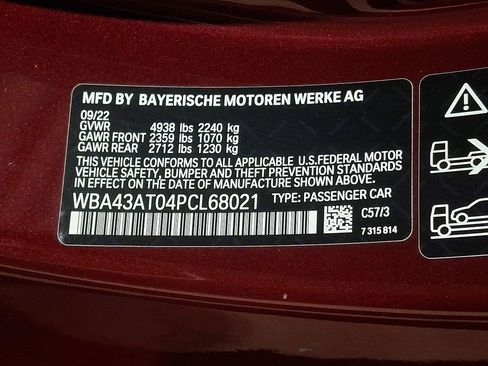 MFD BY BAYERISCHE MOTOREN WERKE AG
09/22
GVWR 4938 lbs 2240 kg
GAWR FRONT 2359 lbs 1070 kg
GAWR REAR 2712 lbs 1230 kg
THIS VEHICLE CONFORMS TO ALL APPLICABLE U.S.FEDERAL MOTOR
VEHICLE SAFETY, BUMPER AND THEFT PREVENTION STANDARDS
IN EFFECT ON THE DATE OF MANUFACTURE SHOWN ABOVE.
WBA43AT04PCL68021 TYPE: PASSENGER CAR
C57/3
7 315 814